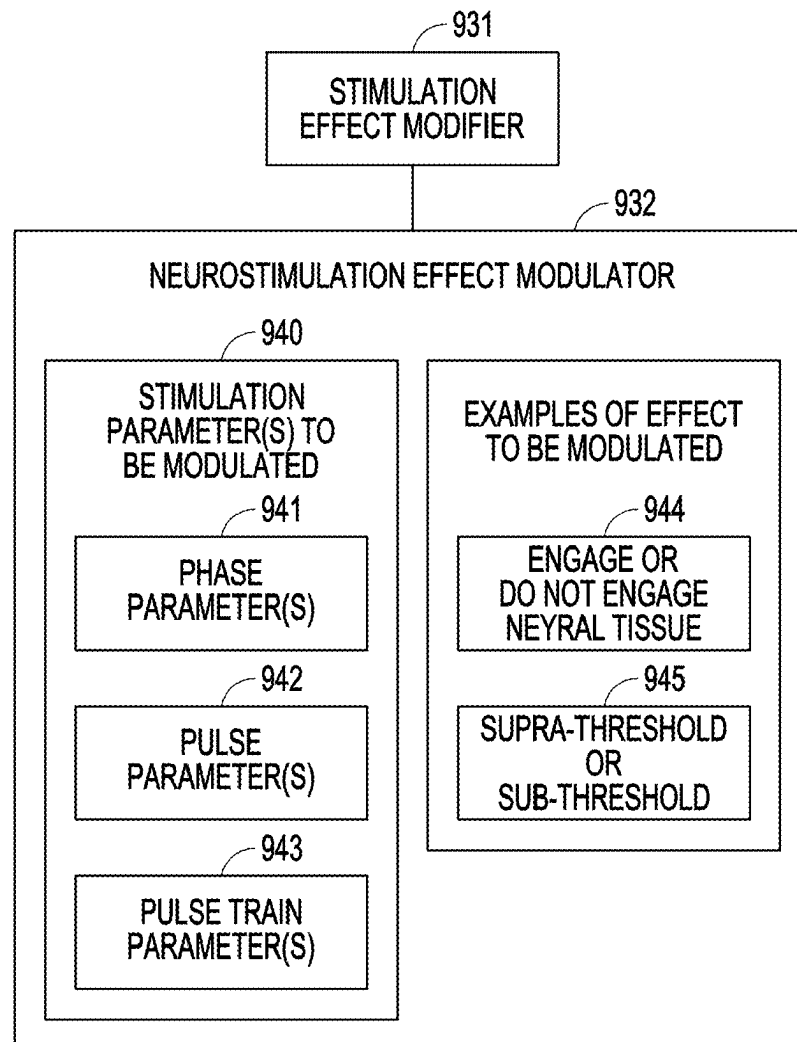 931
STIMULATION
EFFECT MODIFIER
932
NEUROSTIMULATION EFFECT MODULATOR
940
STIMULATION
PARAMETER(S) TO
BE MODULATED
941
PHASE
PARAMETER(S)
942
PULSE
PARAMETER(S)
943
PULSE TRAIN
PARAMETER(S)
EXAMPLES OF EFFECT
TO BE MODULATED
944
ENGAGE OR
DO NOT ENGAGE
NEYRAL TISSUE
945
SUPRA-THRESHOLD
OR
SUB-THRESHOLD